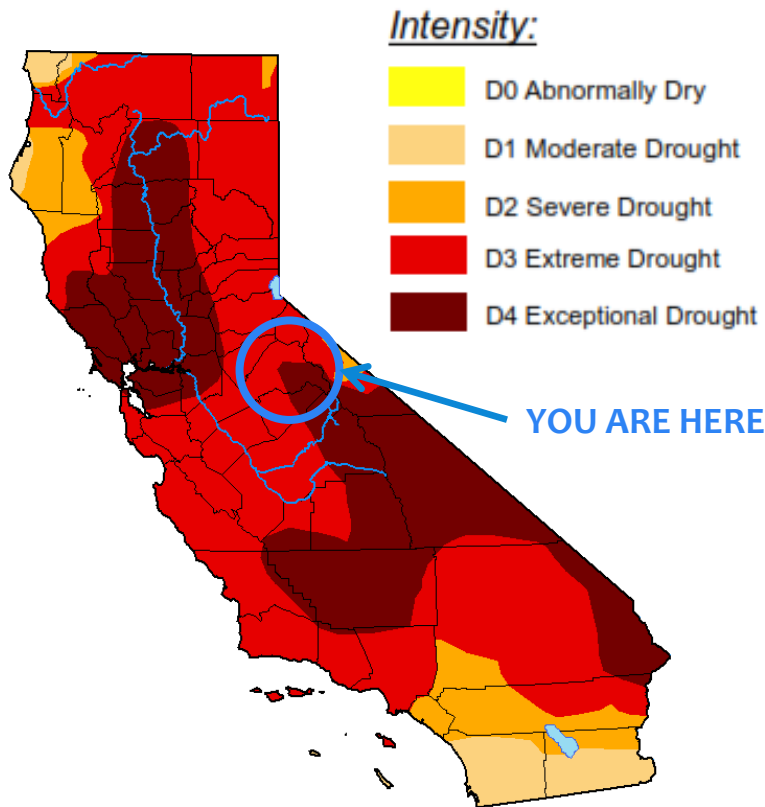 Intensity:
D0 Abnormally Dry
D1 Moderate Drought
D2 Severe Drought
D3 Extreme Drought
D4 Exceptional Drought
YOU ARE HERE